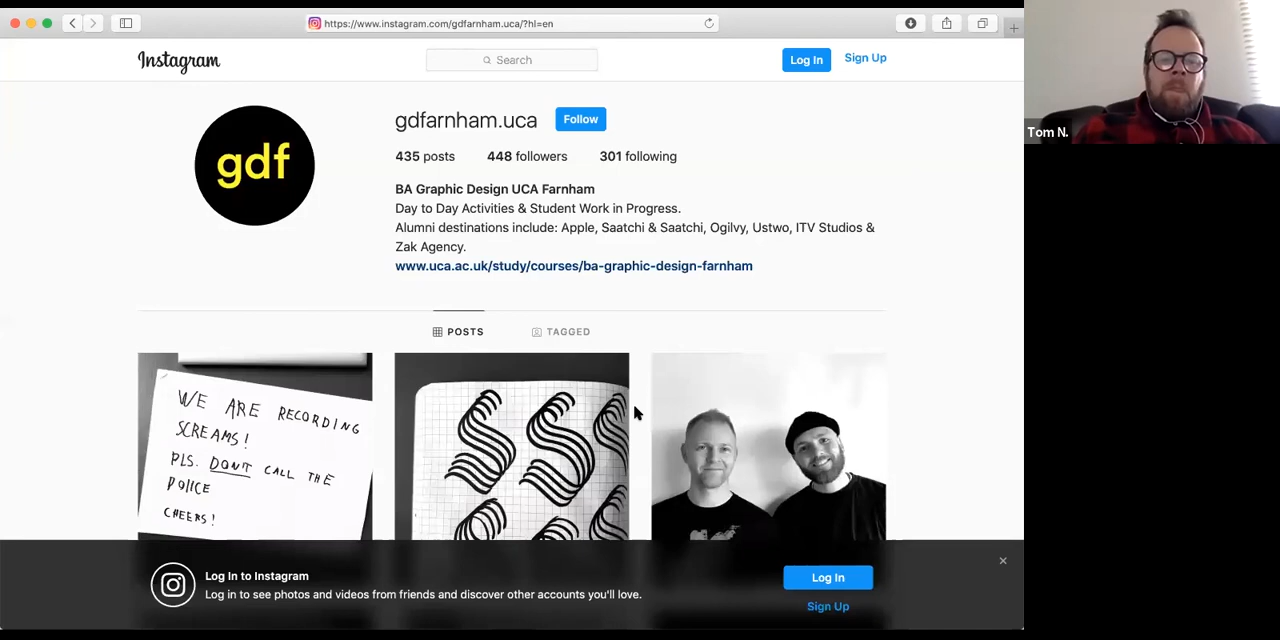 https://www.instagram.com/gdfarnham.uca/?hl=en
Instagram
Search
Log In
Sign Up
Tom N.
gdf
gdfarnham.uca
Follow
435 posts 448 followers 301 following
BA Graphic Design UCA Farnham
Day to Day Activities & Student Work in Progress.
Alumni destinations include: Apple, Saatchi & Saatchi, Ogilvy, Ustwo, ITV Studios &
Zak Agency.
www.uca.ac.uk/study/courses/ba-graphic-design-farnham
POSTS TAGGED
WE ARE RECORDING
SCREAMS!
PLS. DON'T CALL THE
POLICE
CHEERS!
S S S
Log In to Instagram
Log in to see photos and videos from friends and discover other accounts you'll love.
Log In
Sign Up